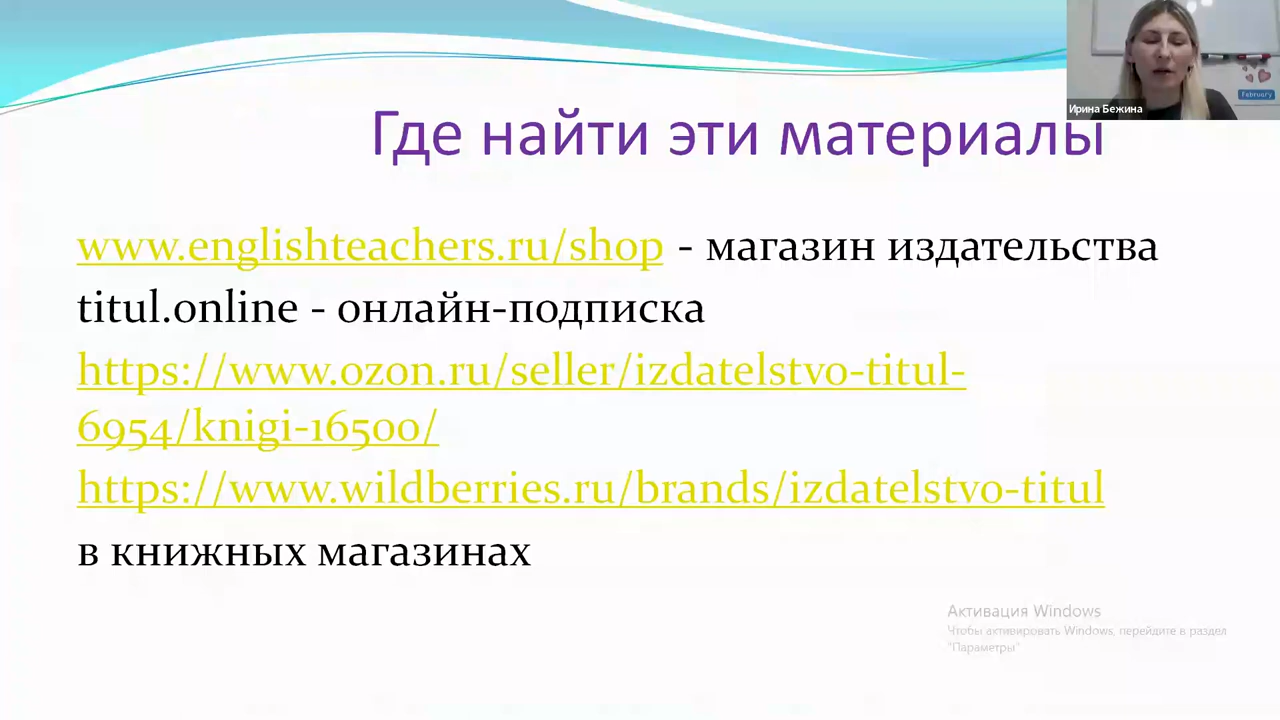 February
Ирина Бежина
Где найти эти материалы
www.englishteachers.ru/shop - магазин издательства
titul.online - онлайн-подписка
https://www.ozon.ru/seller/izdatelstvo-titul-
6954/knigi-16500/
https://www.wildberries.ru/brands/izdatelstvo-titul
в книжных магазинах
Активация Windows
Чтобы активировать Windows, перейдите в раздел
"Параметры"